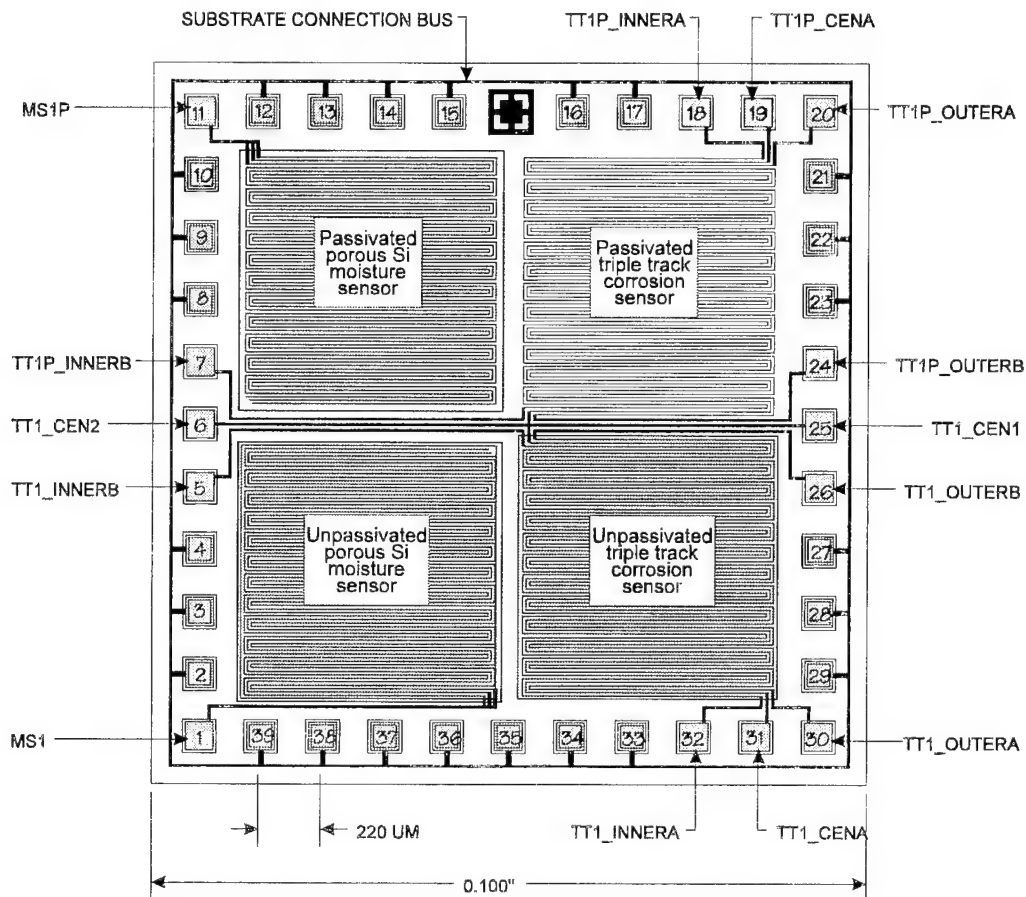 SUBSTRATE CONNECTION BUS
TT1P_INNERA
TT1P_CENA
MS1P
11
12
13
14
15
16
17
18
19
20
TT1P_OUTERA
10
21
9
22
8
23
Passivated
porous Si
moisture
sensor
Passivated
triple track
corrosion
sensor
TT1P_INNERB
7
24
TT1P_OUTERB
TT1_CEN2
6
25
TT1_CEN1
TT1_INNERB
5
26
TT1_OUTERB
4
27
3
28
2
29
Unpassivated
porous Si
moisture
sensor
Unpassivated
triple track
corrosion
sensor
MS1
1
39
38
37
36
35
34
33
32
31
30
TT1_OUTERA
220 UM
TT1_INNERA
TT1_CENA
0.100"